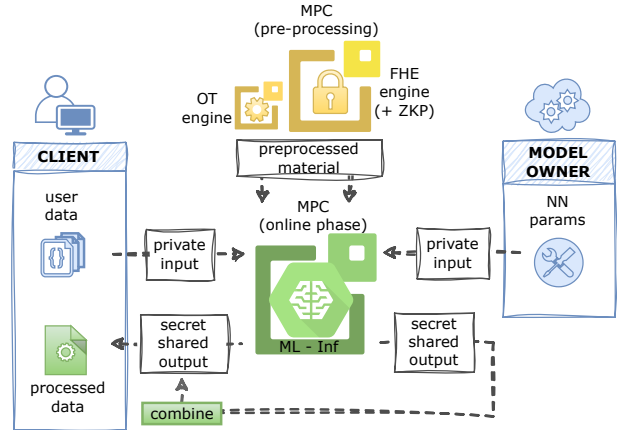 MPC
(pre-processing)
OT
engine
FHE
engine
(+ ZKP)
CLIENT
preprocessed
material
MODEL
OWNER
user
data
MPC
(online phase)
NN
params
private
input
private
input
{}
secret
shared
output
ML - Inf
secret
shared
output
processed
data
combine